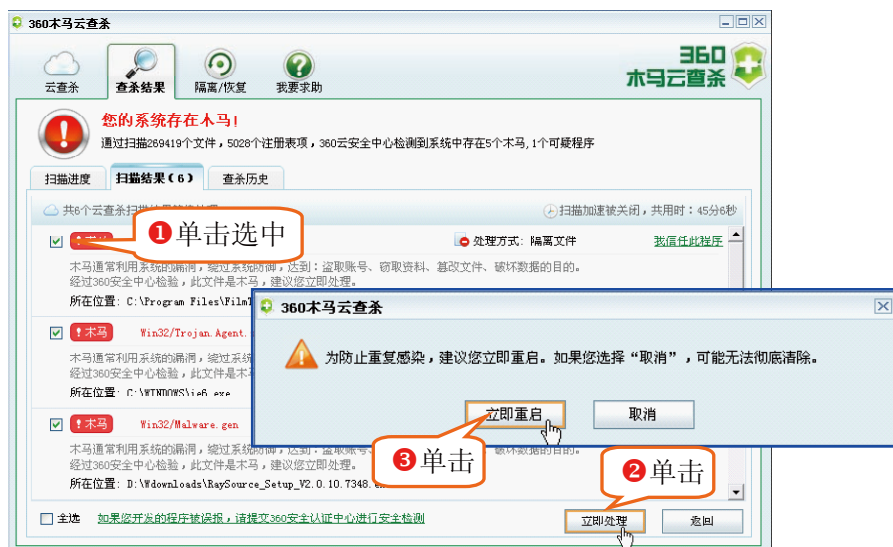 360木马云查杀
云查杀
查杀结果
隔离/恢复
我要求助
360
木马云查杀
您的系统存在木马!
通过扫描269419个文件，5028个注册表项，360云安全中心检测到系统中存在5个木马,1个可疑程序
扫描进度
扫描结果(6)
查杀历史
共6个云查杀扫
扫描加速被关闭，共用时：45分6秒
❶单击选中
处理方式：隔离文件
我信任此程序
木马通常利用系统的漏洞，绕过系统防御，达到：盗取账号、窃取资料、篡改文件、破坏数据的目的。
经过360安全中心检验，此文件是木马，建议您立即处理。
所在位置：C:\Program Files\Film
360木马云查杀
木马 Win32/Trojan.Agent.
为防止重复感染，建议您立即重启。如果您选择“取消”，可能无法彻底清除。
木马通常利用系统的漏洞，绕过系统
经过360安全中心检验，此文件是木
所在位置：C:\WINDOWS\ie6.exe
立即重启
取消
木马 Win32/Malware.gen
木马通常利用系统的漏洞，绕过系统防御，达到：盗取账号、 破坏数据的目的。
经过360安全中心检验，此文件是木马，建议您立即处理。
❸单击
❷单击
所在位置：D:\Wdownloads\RaySource_Setup_V2.0.10.7348.
全选
如果您开发的程序被误报，请提交360安全认证中心进行安全检测
立即处理
返回